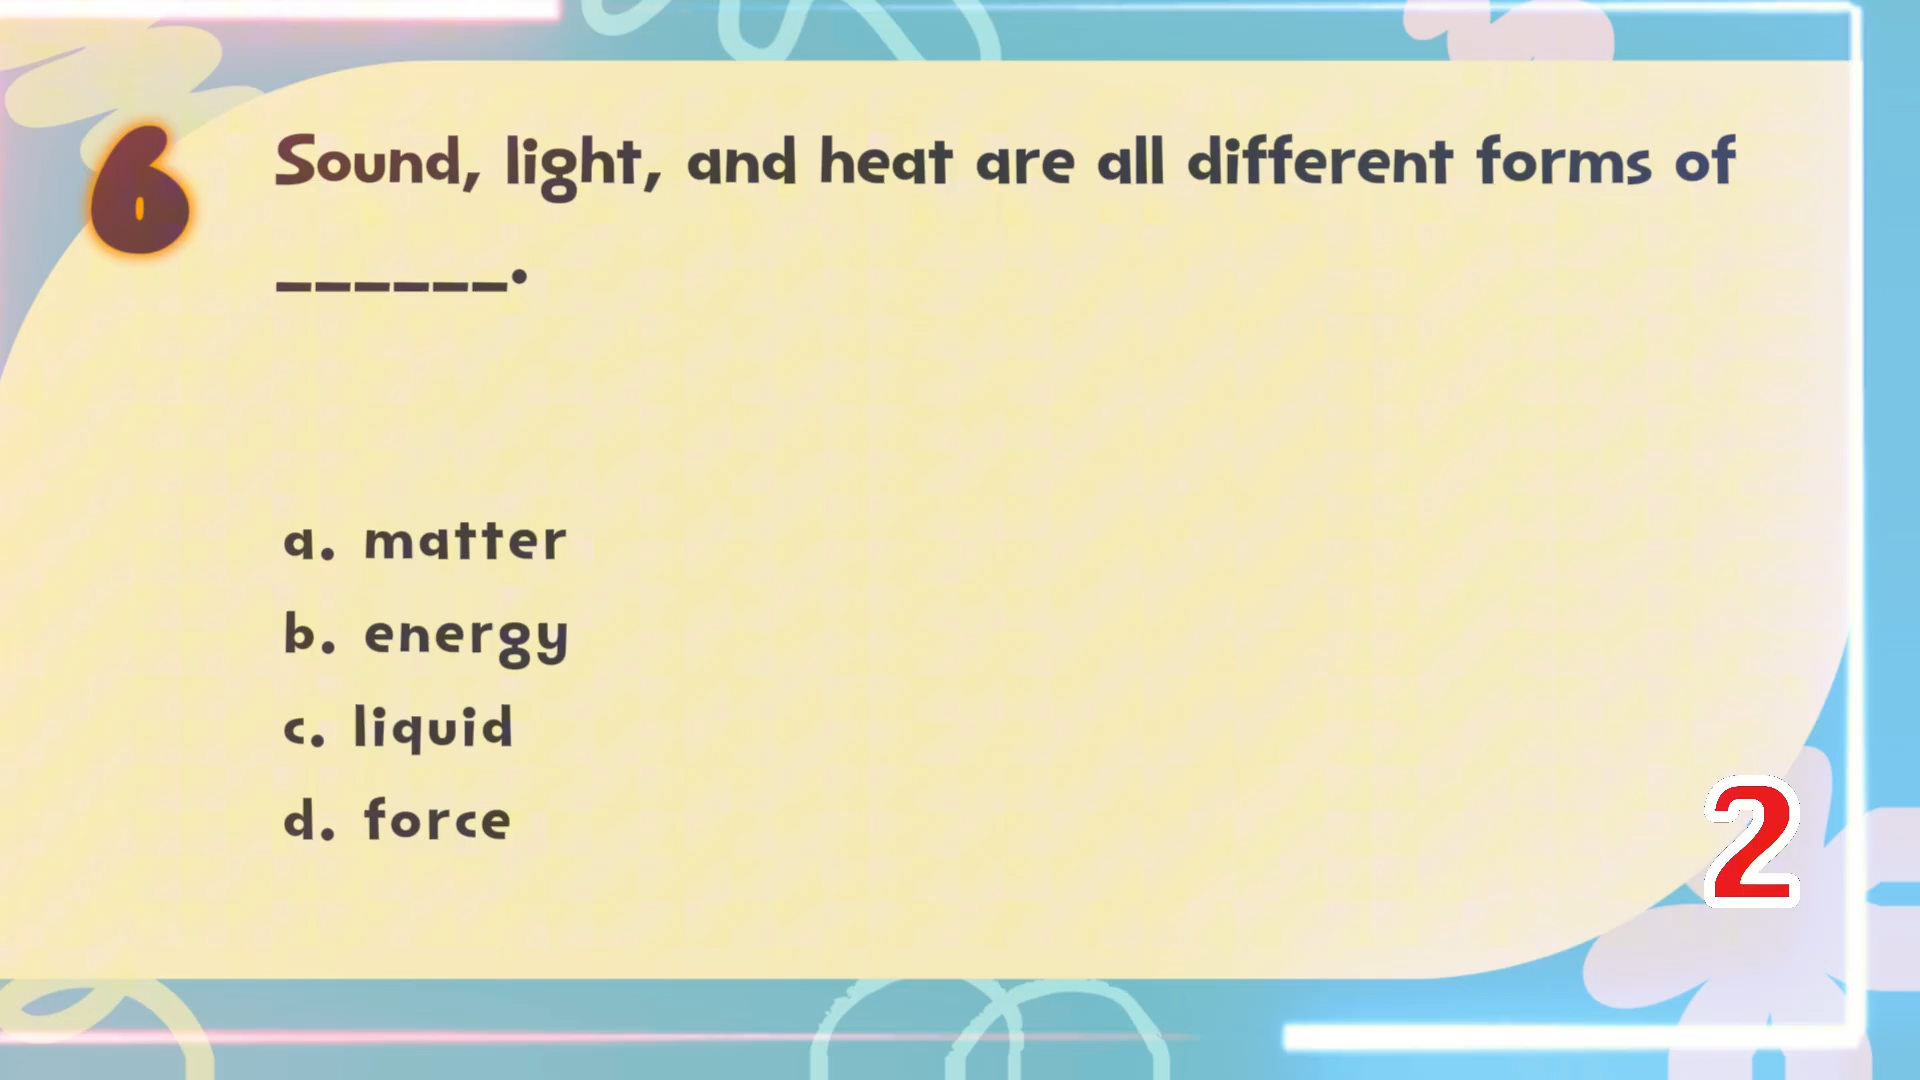 6
Sound, light, and heat are all different forms of
______.
a. matter
b. energy
c. liquid
d. force
2